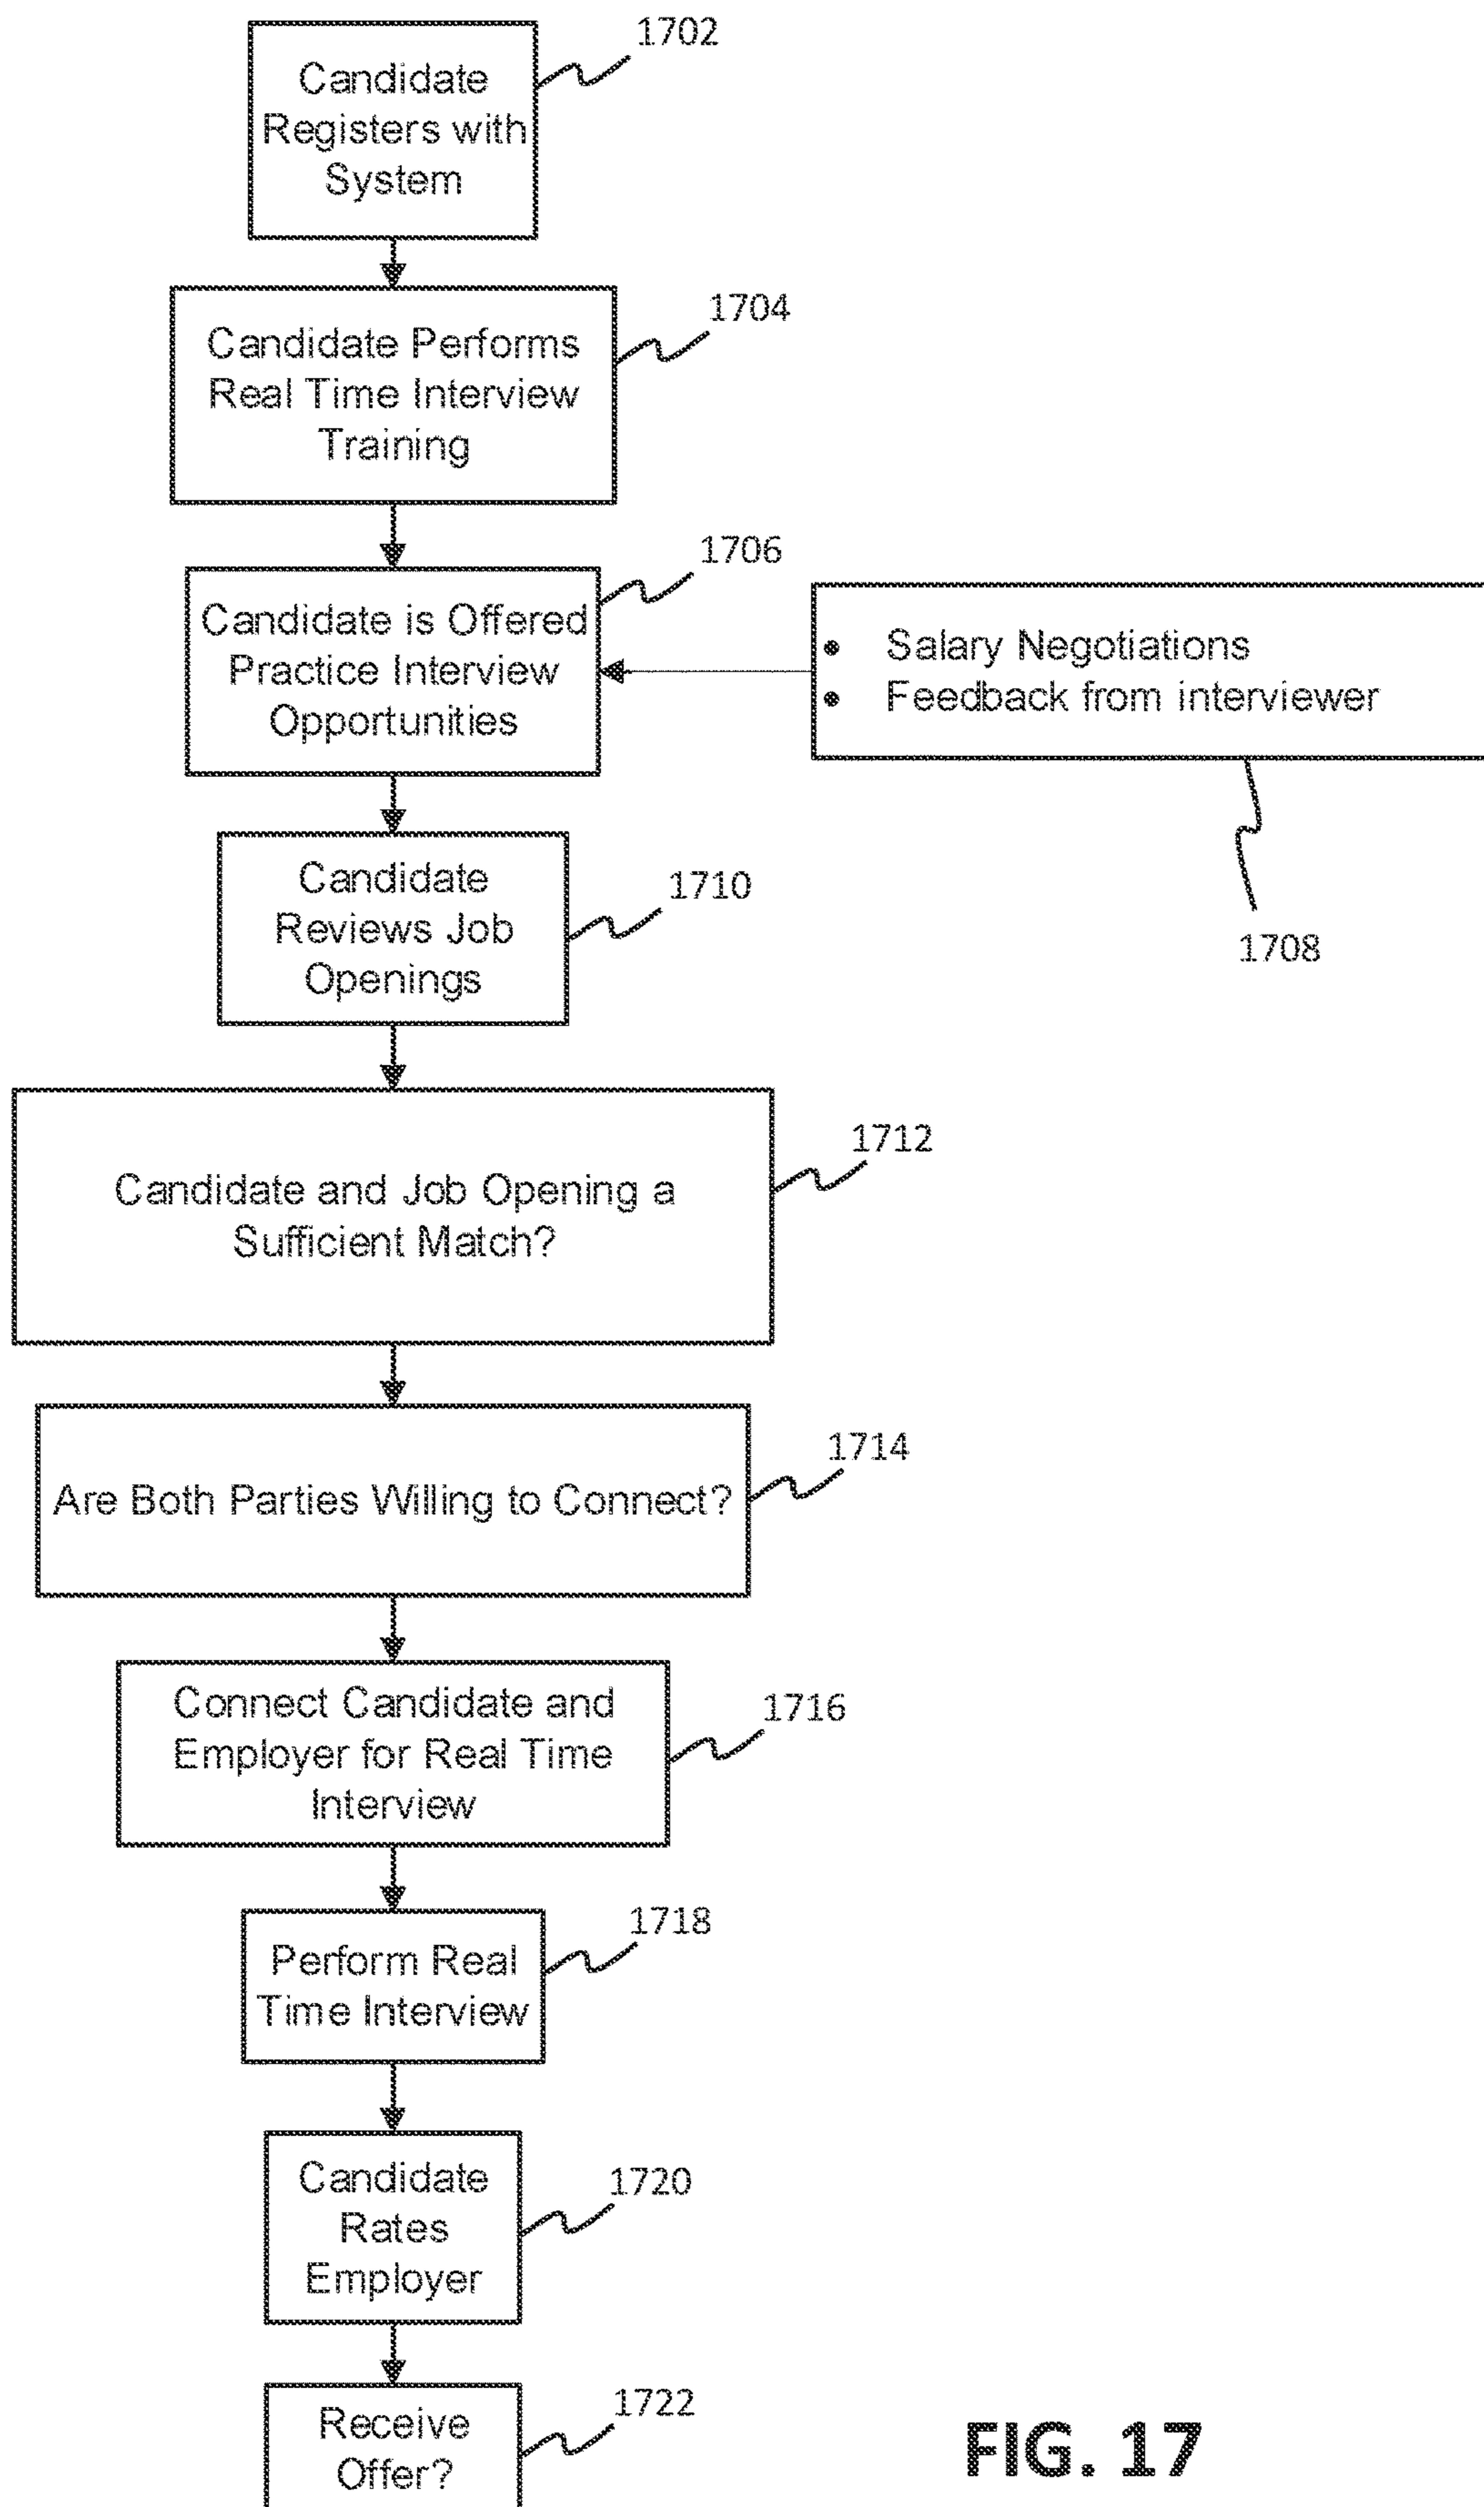 1702
Candidate
Registers with
System
1704
Candidate Performs
Real Time Interview
Training
1706
Candidate is Offered
Practice Interview
Opportunities
• Salary Negotiations
• Feedback from interviewer
1708
Candidate
Reviews Job
Openings
1710
Candidate and Job Opening a
Sufficient Match?
1712
Are Both Parties Willing to Connect?
1714
Connect Candidate and
Employer for Real Time
Interview
1716
Perform Real
Time Interview
1718
Candidate
Rates
Employer
1720
Receive
Offer?
1722
FIG. 17